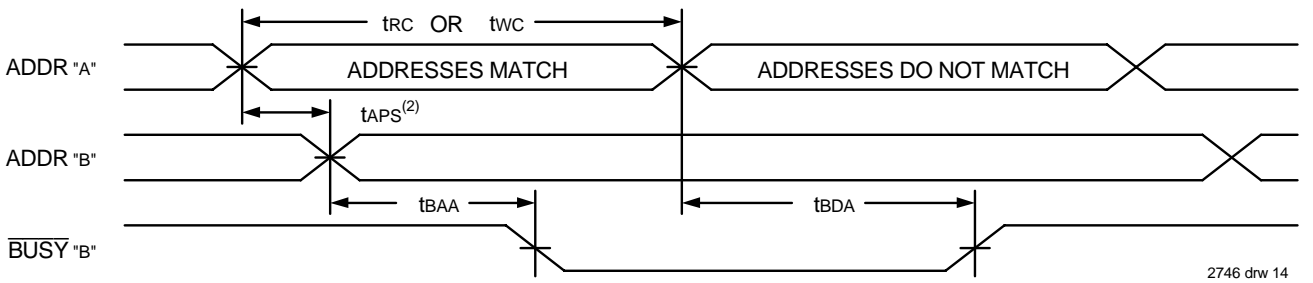 tRC OR tWC
ADDR "A"
ADDRESSES MATCH
ADDRESSES DO NOT MATCH
tAPS(2)
ADDR "B"
tBAA
tBDA
BUSY "B"
2746 drw 14